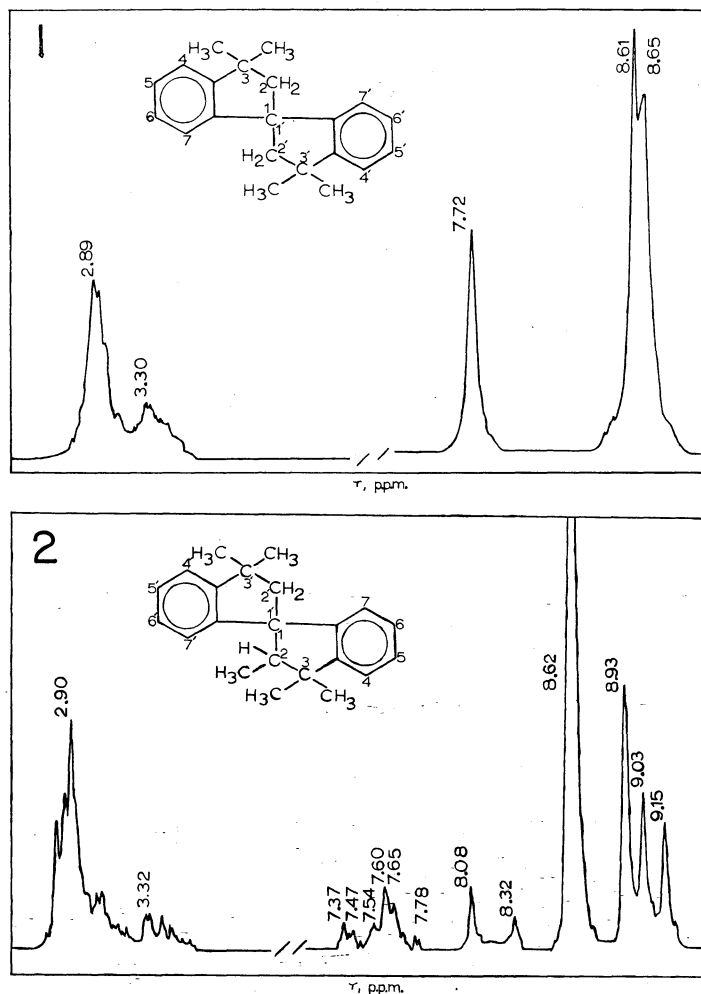 1
H₃C CH₃
4 C
3
5 2 CH₂
6 1 7'
7 C 6'
1'
H₂C 2' 5'
C 3' 4'
H₃C CH₃
2.89
3.30
7.72
8.61 8.65
τ, p.p.m.
2
4' H₃C CH₃
C
3'
5' 2' CH₂
6' 1' 7
7' C 6
1
H C 2 5
H₃C C 3 4
H₃C CH₃
2.90
3.32
7.37 7.47 7.54 7.60 7.65 7.78
8.08
8.32
8.62
8.93
9.03
9.15
τ, p.p.m.